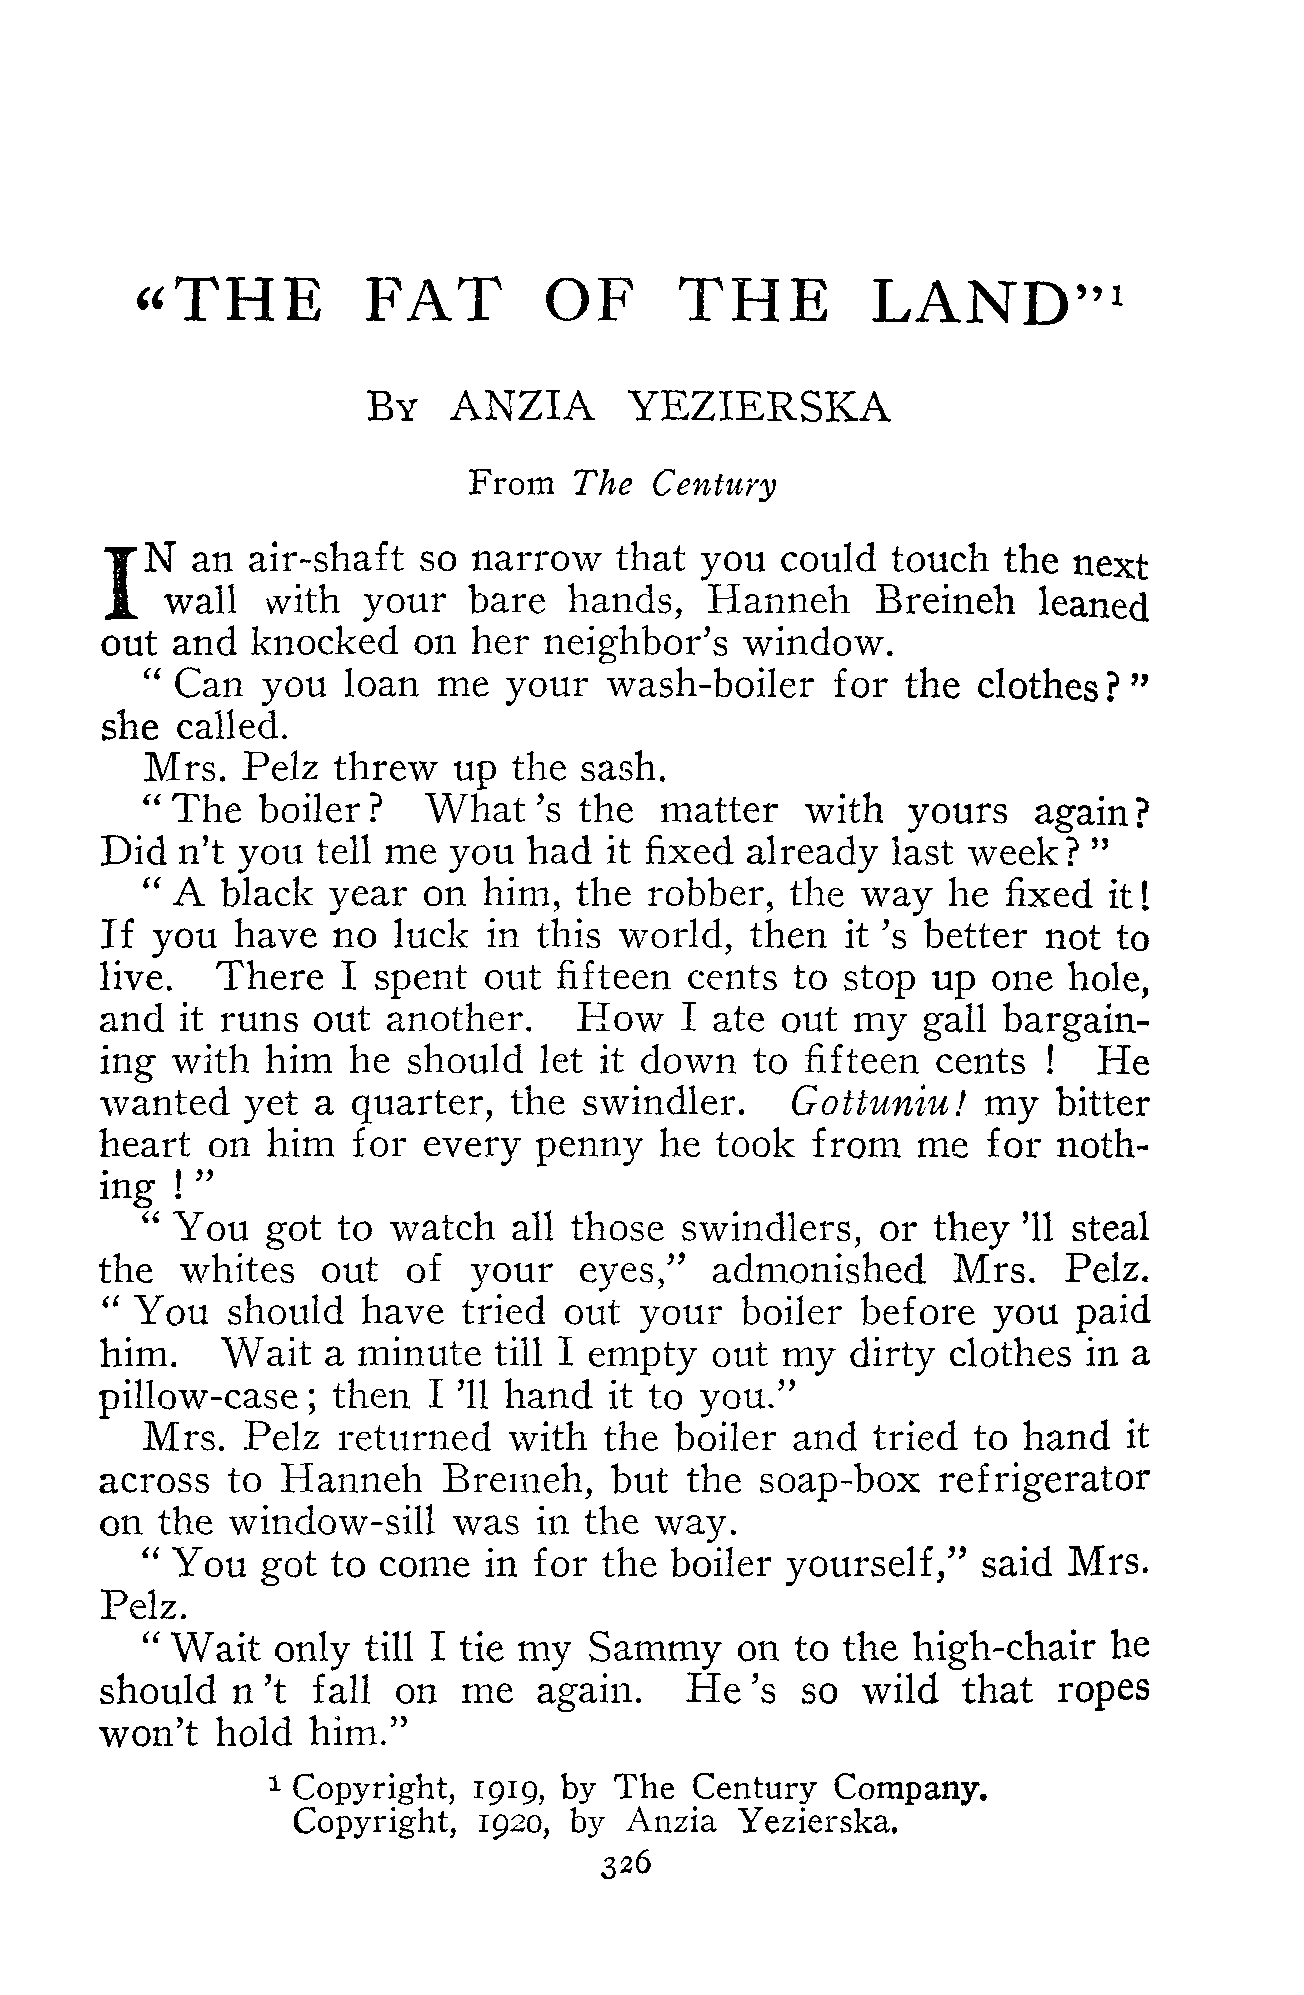 "THE FAT OF THE LAND"¹
By ANZIA YEZIERSKA
From The Century
IN an air-shaft so narrow that you could touch the next
wall with your bare hands, Hanneh Breineh leaned
out and knocked on her neighbor's window.
"Can you loan me your wash-boiler for the clothes?"
she called.
Mrs. Pelz threw up the sash.
"The boiler? What 's the matter with yours again?
Did n't you tell me you had it fixed already last week?"
"A black year on him, the robber, the way he fixed it!
If you have no luck in this world, then it 's better not to
live. There I spent out fifteen cents to stop up one hole,
and it runs out another. How I ate out my gall bargain-
ing with him he should let it down to fifteen cents! He
wanted yet a quarter, the swindler. Gottuniu! my bitter
heart on him for every penny he took from me for noth-
ing!"
"You got to watch all those swindlers, or they 'll steal
the whites out of your eyes," admonished Mrs. Pelz.
"You should have tried out your boiler before you paid
him. Wait a minute till I empty out my dirty clothes in a
pillow-case; then I 'll hand it to you."
Mrs. Pelz returned with the boiler and tried to hand it
across to Hanneh Breineh, but the soap-box refrigerator
on the window-sill was in the way.
"You got to come in for the boiler yourself," said Mrs.
Pelz.
"Wait only till I tie my Sammy on to the high-chair he
should n't fall on me again. He 's so wild that ropes
won't hold him."
¹ Copyright, 1919, by The Century Company.
Copyright, 1920, by Anzia Yezierska.
326